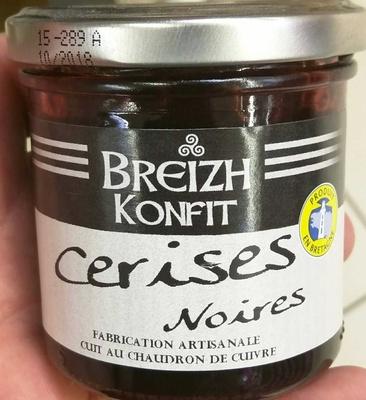 15-289 A
10/2018
BREIZH
KONFIT
PRODUIT
EN BRETAGNE
cerises
Noires
FABRICATION ARTISANALE
CUIT AU CHAUDRON DE CUIVRE